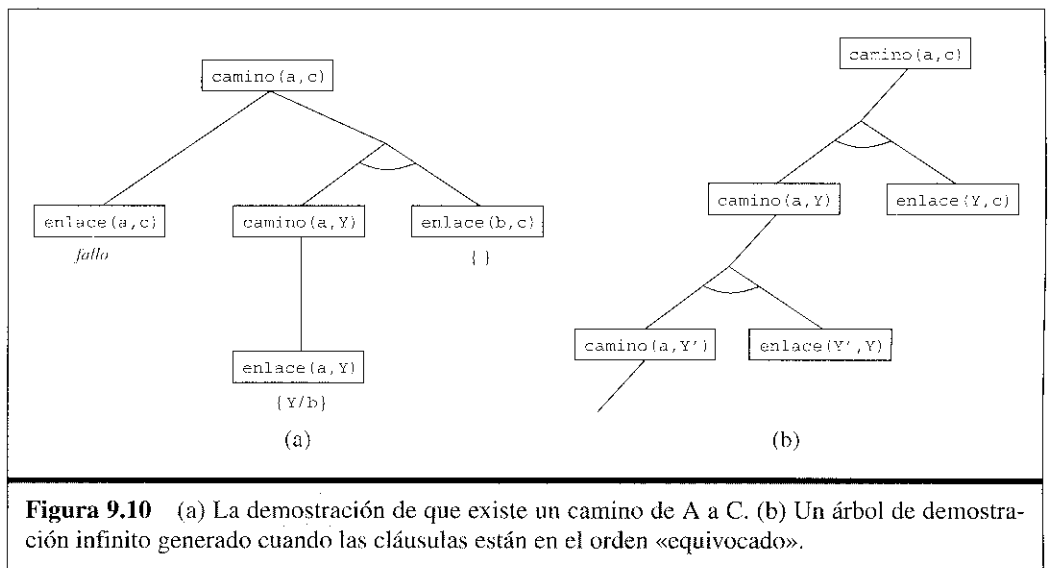 camino(a,c)
enlace(a,c)
fallo
camino(a,Y)
enlace(b,c)
{ }
enlace(a,Y)
{Y/b}
(a)
camino(a,c)
camino(a,Y)
enlace(Y,c)
camino(a,Y')
enlace(Y',Y)
(b)
Figura 9.10 (a) La demostración de que existe un camino de A a C. (b) Un árbol de demostra-
ción infinito generado cuando las cláusulas están en el orden «equivocado».